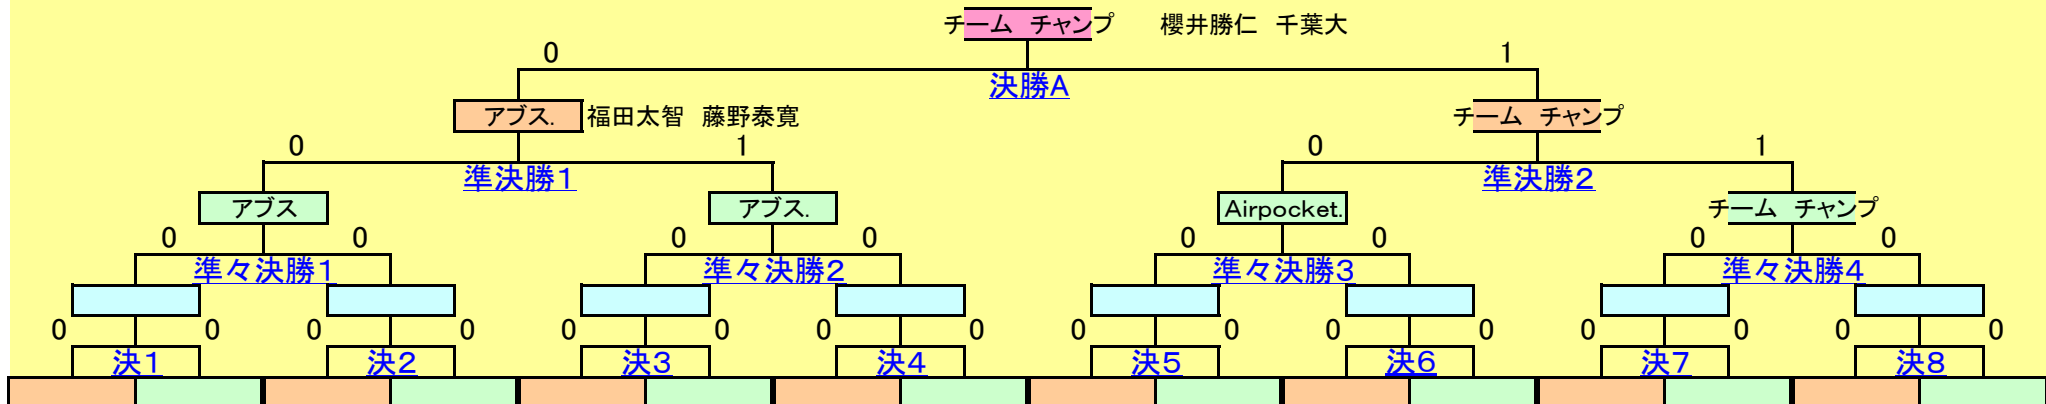 チーム チャンプ 櫻井勝仁 千葉大
0 1
決勝A
アブス. 福田太智 藤野泰寛 チーム チャンプ
0 1 0 1
準決勝1 準決勝2
アブス アブス. Airpocket. チーム チャンプ
0 0 0 0 0 0 0 0
準々決勝1 準々決勝2 準々決勝3 準々決勝4
0 0 0 0 0 0 0 0 0 0 0 0 0 0 0 0
決1 決2 決3 決4 決5 決6 決7 決8